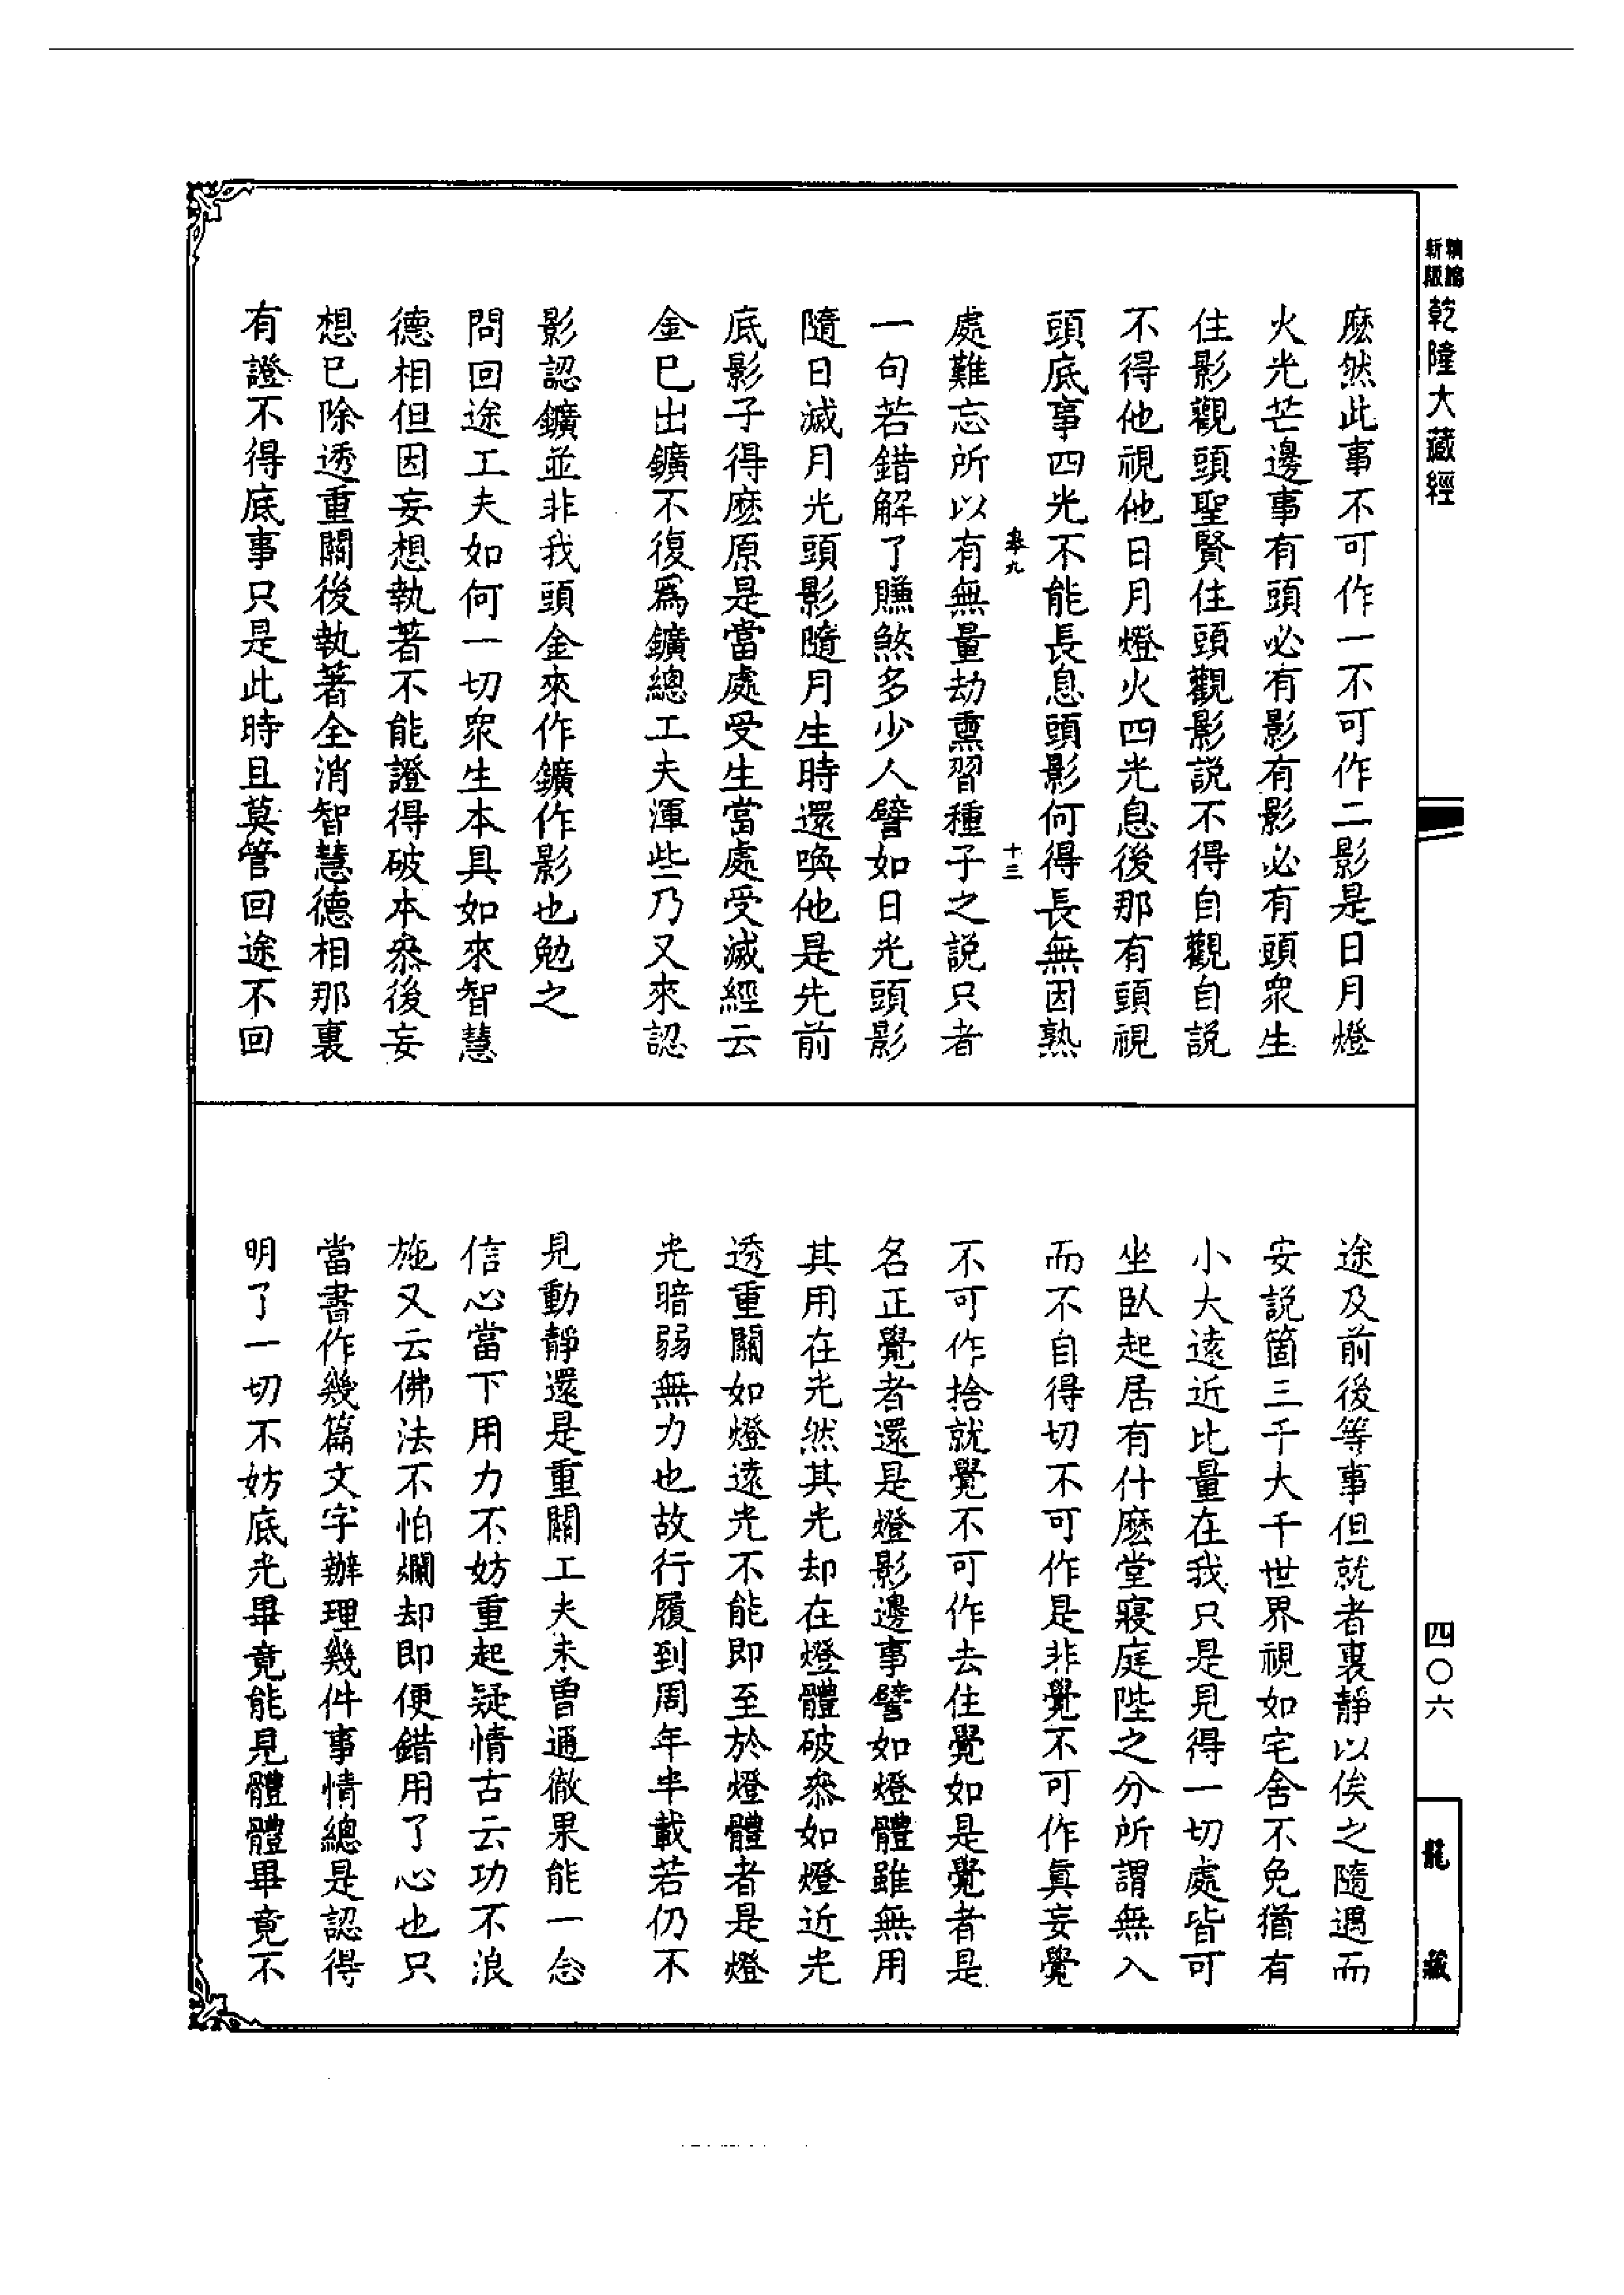 精縮
新版
乾隆大藏經
麽然此事不可作一不可作二影是日月燈
火光芒邊事有頭必有影有影必有頭衆生
住影觀頭聖賢住頭觀影説不得自觀自説
不得他視他日月燈火四光息後那有頭視
頭底事四光不能長息頭影何得長無因熟
十三
處難忘所以有無量劫熏習種子之説只者
一句若錯解了賺煞多少人譬如日光頭影
隨日滅月光頭影隨月生時還喚他是先前
底影子得麽原是當處受生當處受滅經云
金已出鑛不復爲鑛總工夫渾些乃又來認
影認鑛並非我頭金來作鑛作影也勉之
問回途工夫如何一切衆生本具如來智慧
德相但因妄想執著不能證得破本叅後妄
想已除透重關後執著全消智慧德相那裏
有證不得底事只是此時且莫管回途不回
途及前後等事但就者裏靜以俟之隨遇而
安説箇三千大千世界視如宅舍不免猶有
小大遠近比量在我只是見得一切處皆可
坐臥起居有什麽堂寢庭陛之分所謂無入
而不自得切不可作是非覺不可作眞妄覺
不可作捨就覺不可作去住覺如是覺者是
名正覺者還是燈影邊事譬如燈體雖無用
其用在光然其光却在燈體破叅如燈近光
透重關如燈遠光不能即至於燈體者是燈
光暗弱無力也故行履到周年半載若仍不
見動靜還是重關工夫未曾通徹果能一念
信心當下用力不妨重起疑情古云功不浪
施又云佛法不怕爛却即便錯用了心也只
當書作幾篇文字辦理幾件事情總是認得
明了一切不妨底光畢竟能見體體畢竟不
四〇六
龍藏